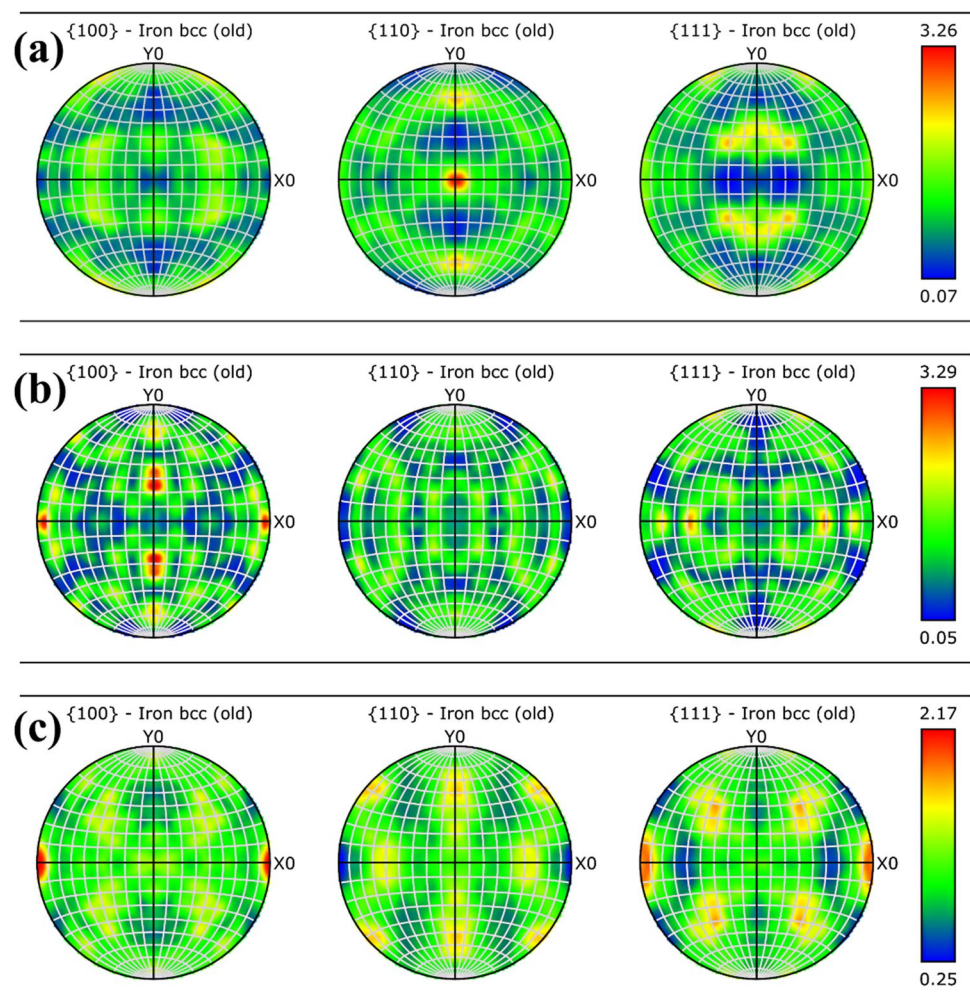 (a)
{100} - Iron bcc (old) {110} - Iron bcc (old) {111} - Iron bcc (old) 3.26
Y0 Y0 Y0
X0 X0 X0
0.07
(b)
{100} - Iron bcc (old) {110} - Iron bcc (old) {111} - Iron bcc (old) 3.29
Y0 Y0 Y0
X0 X0 X0
0.05
(c)
{100} - Iron bcc (old) {110} - Iron bcc (old) {111} - Iron bcc (old) 2.17
Y0 Y0 Y0
X0 X0 X0
0.25